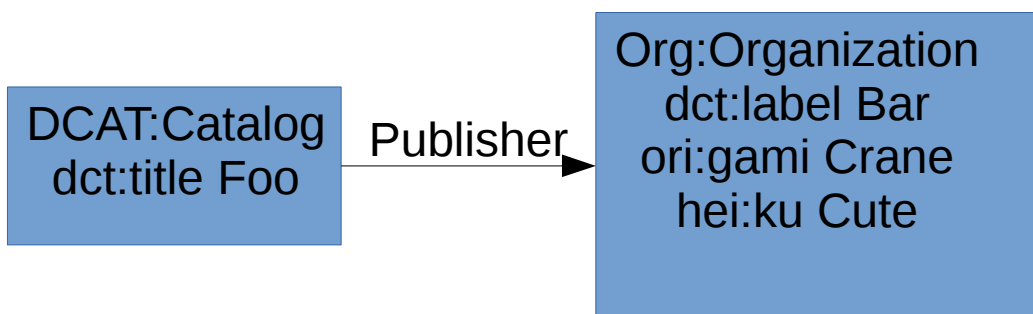 DCAT:Catalog
dct:title Foo
Publisher
Org:Organization
dct:label Bar
ori:gami Crane
hei:ku Cute